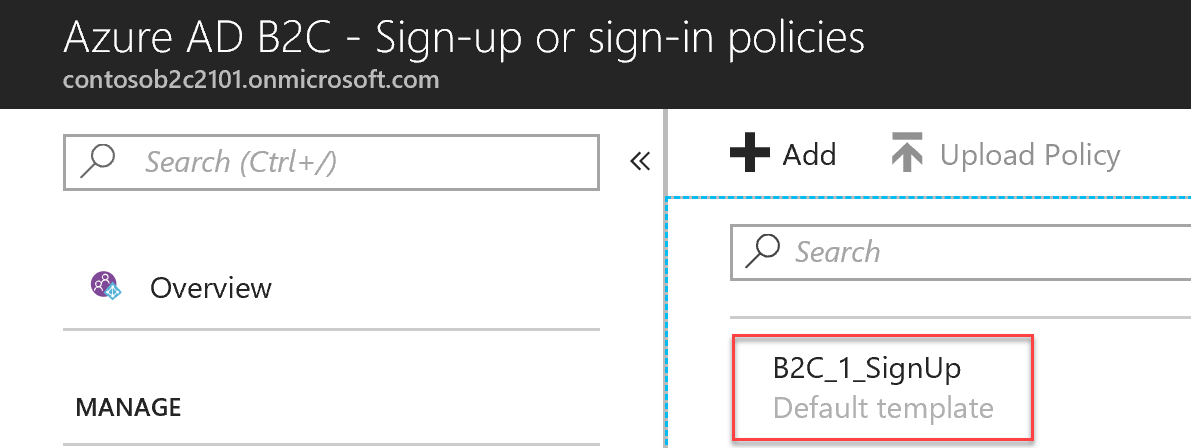 Azure AD B2C - Sign-up or sign-in policies
contosob2c2101.onmicrosoft.com
Search (Ctrl+/)
«
Overview
MANAGE
Add
Upload Policy
Search
B2C_1_SignUp
Default template